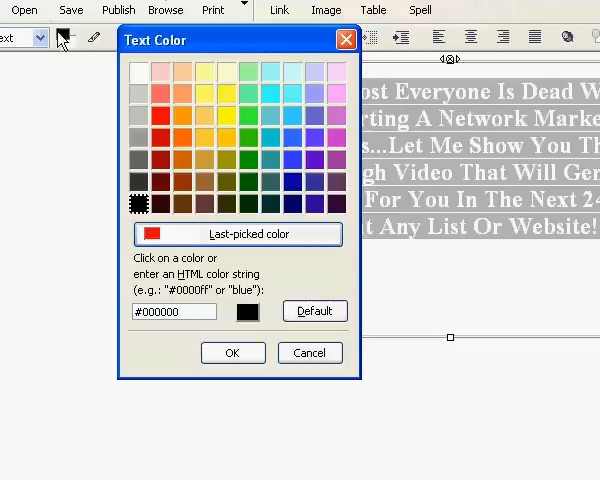 Open Save Publish Browse Print Link Image Table Spell
ext
Text Color
ost Everyone Is Dead W
rting A Network Marke
s...Let Me Show You Th
gh Video That Will Ger
For You In The Next 24
t Any List Or Website!
Last-picked color
Click on a color or
enter an HTML color string
(e.g.: "#0000ff" or "blue"):
#000000
Default
OK Cancel